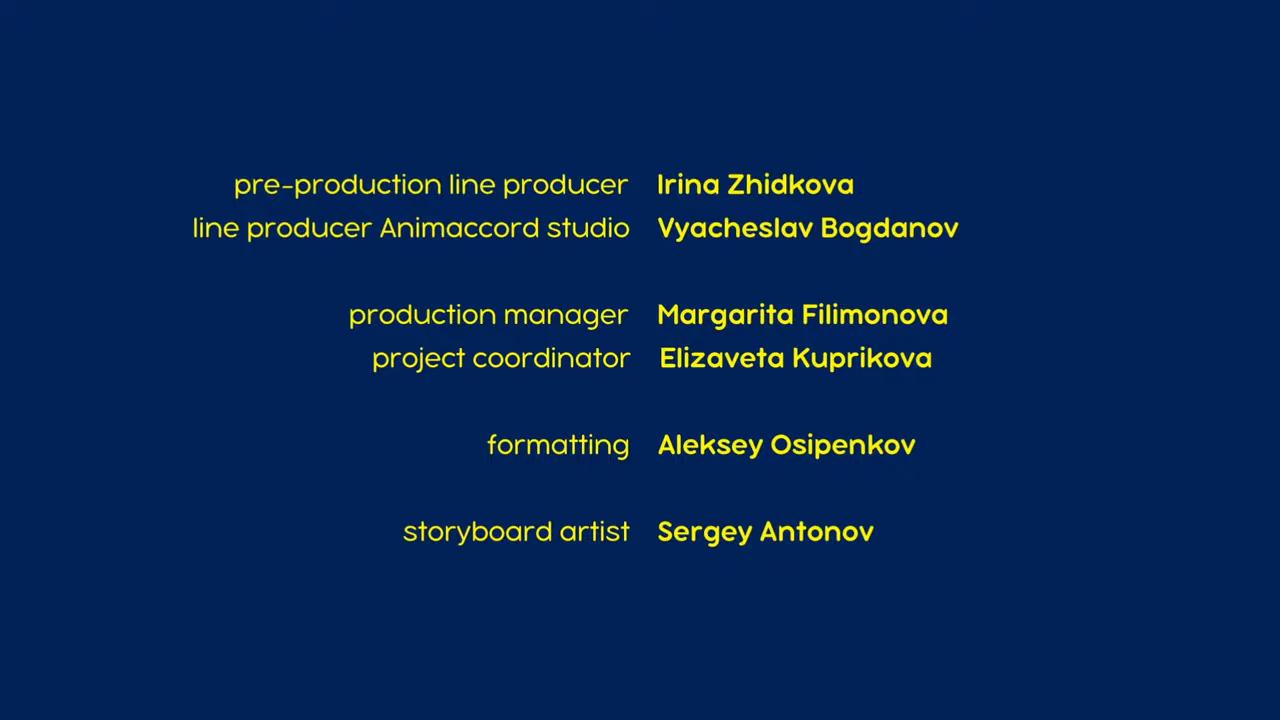 pre-production line producer Irina Zhidkova
line producer Animaccord studio Vyacheslav Bogdanov
production manager Margarita Filimonova
project coordinator Elizaveta Kuprikova
formatting Aleksey Osipenkov
storyboard artist Sergey Antonov